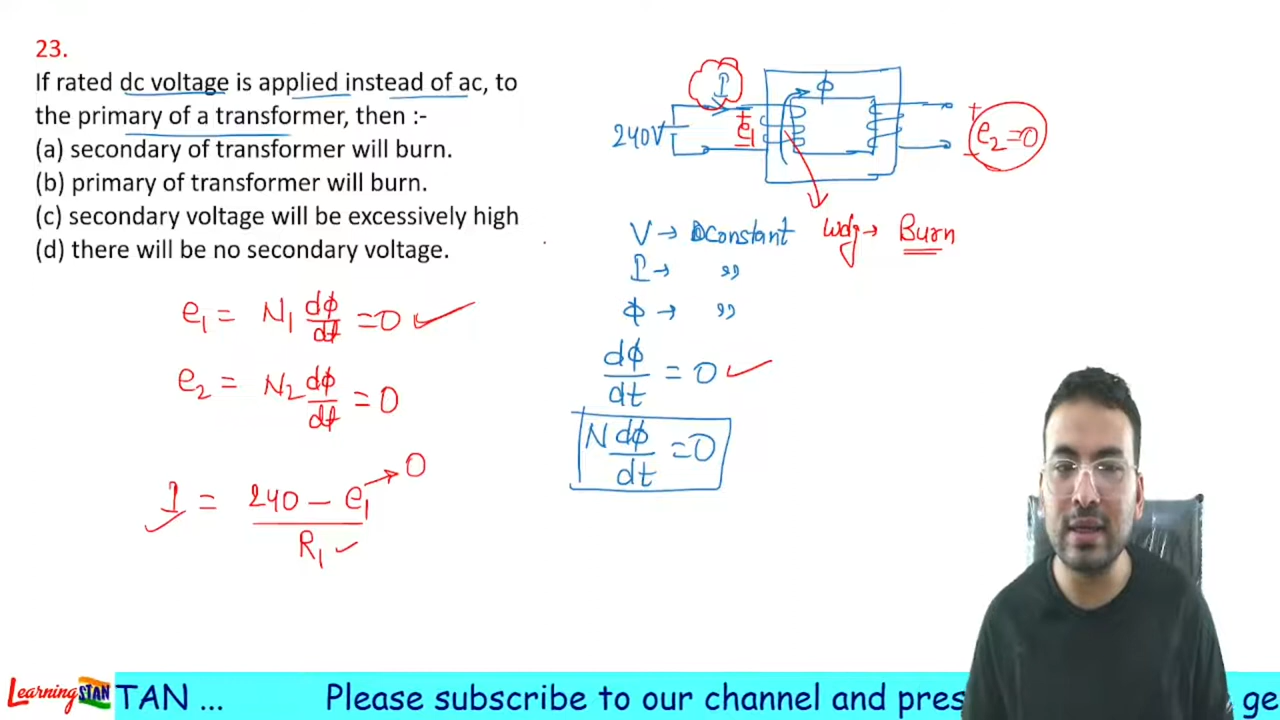 23.
If rated dc voltage is applied instead of ac, to
the primary of a transformer, then :-
(a) secondary of transformer will burn.
(b) primary of transformer will burn.
(c) secondary voltage will be excessively high
(d) there will be no secondary voltage.
e₁ = N₁ dϕ/dt = 0 ✓
e₂ = N₂ dϕ/dt = 0
I = (240 − e₁ → 0) / R₁ ✓
240V
I
+
e₁
−
ϕ
+
e₂ = 0
−
V → constant
I → ”
ϕ → ”
dϕ/dt = 0 ✓
N dϕ/dt = 0
wdg → Burn
Learning STAN
TAN ... Please subscribe to our channel and pres
ge